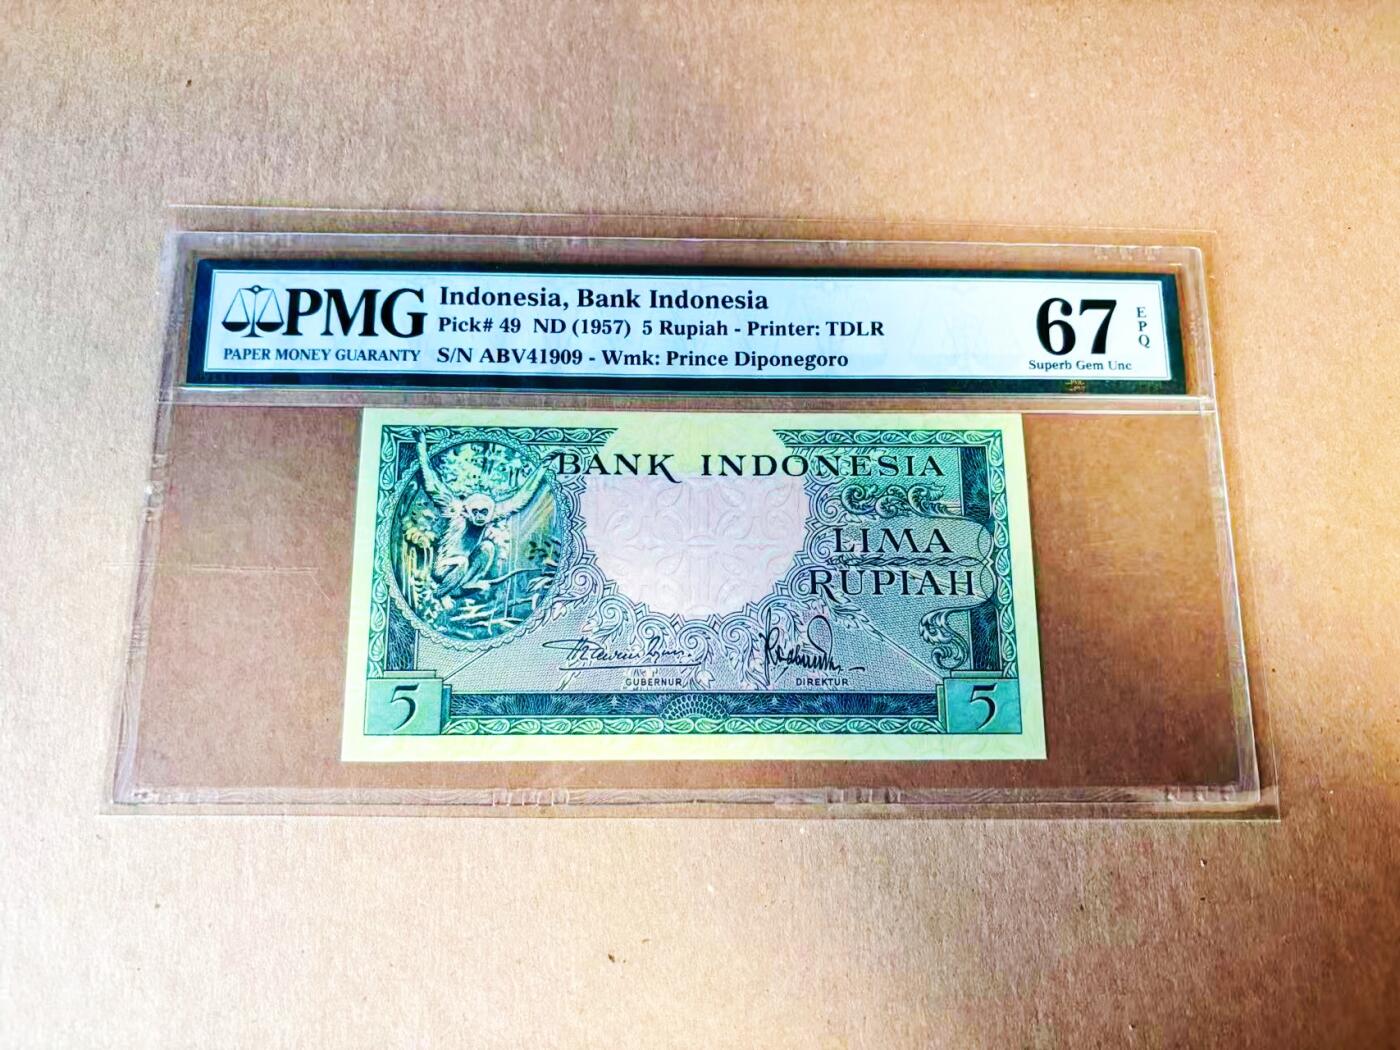 PMG
PAPER MONEY GUARANTY
Indonesia, Bank Indonesia
Pick# 49 ND (1957) 5 Rupiah - Printer: TDLR
S/N ABV41909 - Wmk: Prince Diponegoro
67
EPQ
Superb Gem Unc
BANK INDONESIA
LIMA
RUPIAH
GUBERNUR
DIREKTUR
5
5